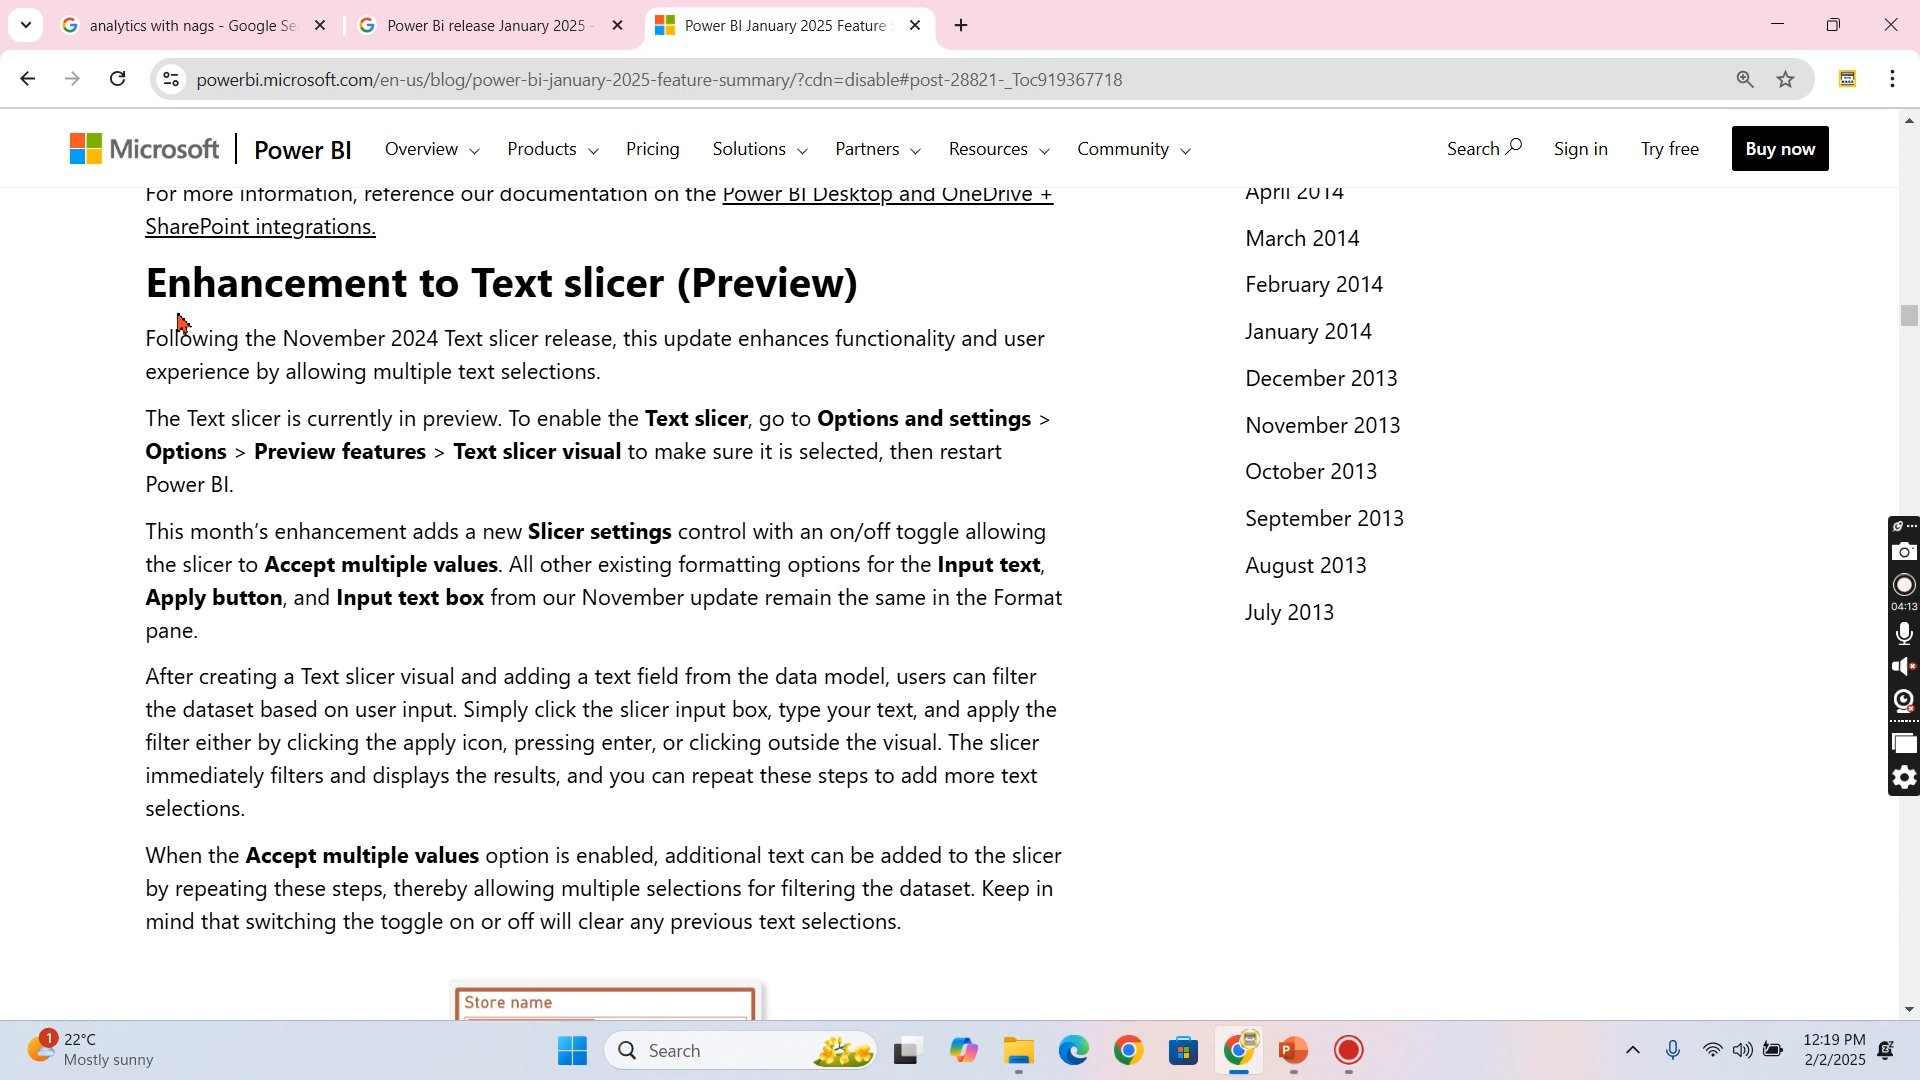 analytics with nags - Google Se
Power Bi release January 2025 -
Power BI January 2025 Feature
powerbi.microsoft.com/en-us/blog/power-bi-january-2025-feature-summary/?cdn=disable#post-28821-_Toc919367718
Microsoft
Power BI
Overview
Products
Pricing
Solutions
Partners
Resources
Community
Search
Sign in
Try free
Buy now
For more information, reference our documentation on the Power BI Desktop and OneDrive +
SharePoint integrations.
Enhancement to Text slicer (Preview)
Following the November 2024 Text slicer release, this update enhances functionality and user
experience by allowing multiple text selections.
The Text slicer is currently in preview. To enable the Text slicer, go to Options and settings >
Options > Preview features > Text slicer visual to make sure it is selected, then restart
Power BI.
This month's enhancement adds a new Slicer settings control with an on/off toggle allowing
the slicer to Accept multiple values. All other existing formatting options for the Input text,
Apply button, and Input text box from our November update remain the same in the Format
pane.
After creating a Text slicer visual and adding a text field from the data model, users can filter
the dataset based on user input. Simply click the slicer input box, type your text, and apply the
filter either by clicking the apply icon, pressing enter, or clicking outside the visual. The slicer
immediately filters and displays the results, and you can repeat these steps to add more text
selections.
When the Accept multiple values option is enabled, additional text can be added to the slicer
by repeating these steps, thereby allowing multiple selections for filtering the dataset. Keep in
mind that switching the toggle on or off will clear any previous text selections.
Store name
April 2014
March 2014
February 2014
January 2014
December 2013
November 2013
October 2013
September 2013
August 2013
July 2013
04:13
1
22°C
Mostly sunny
Search
12:19 PM
2/2/2025